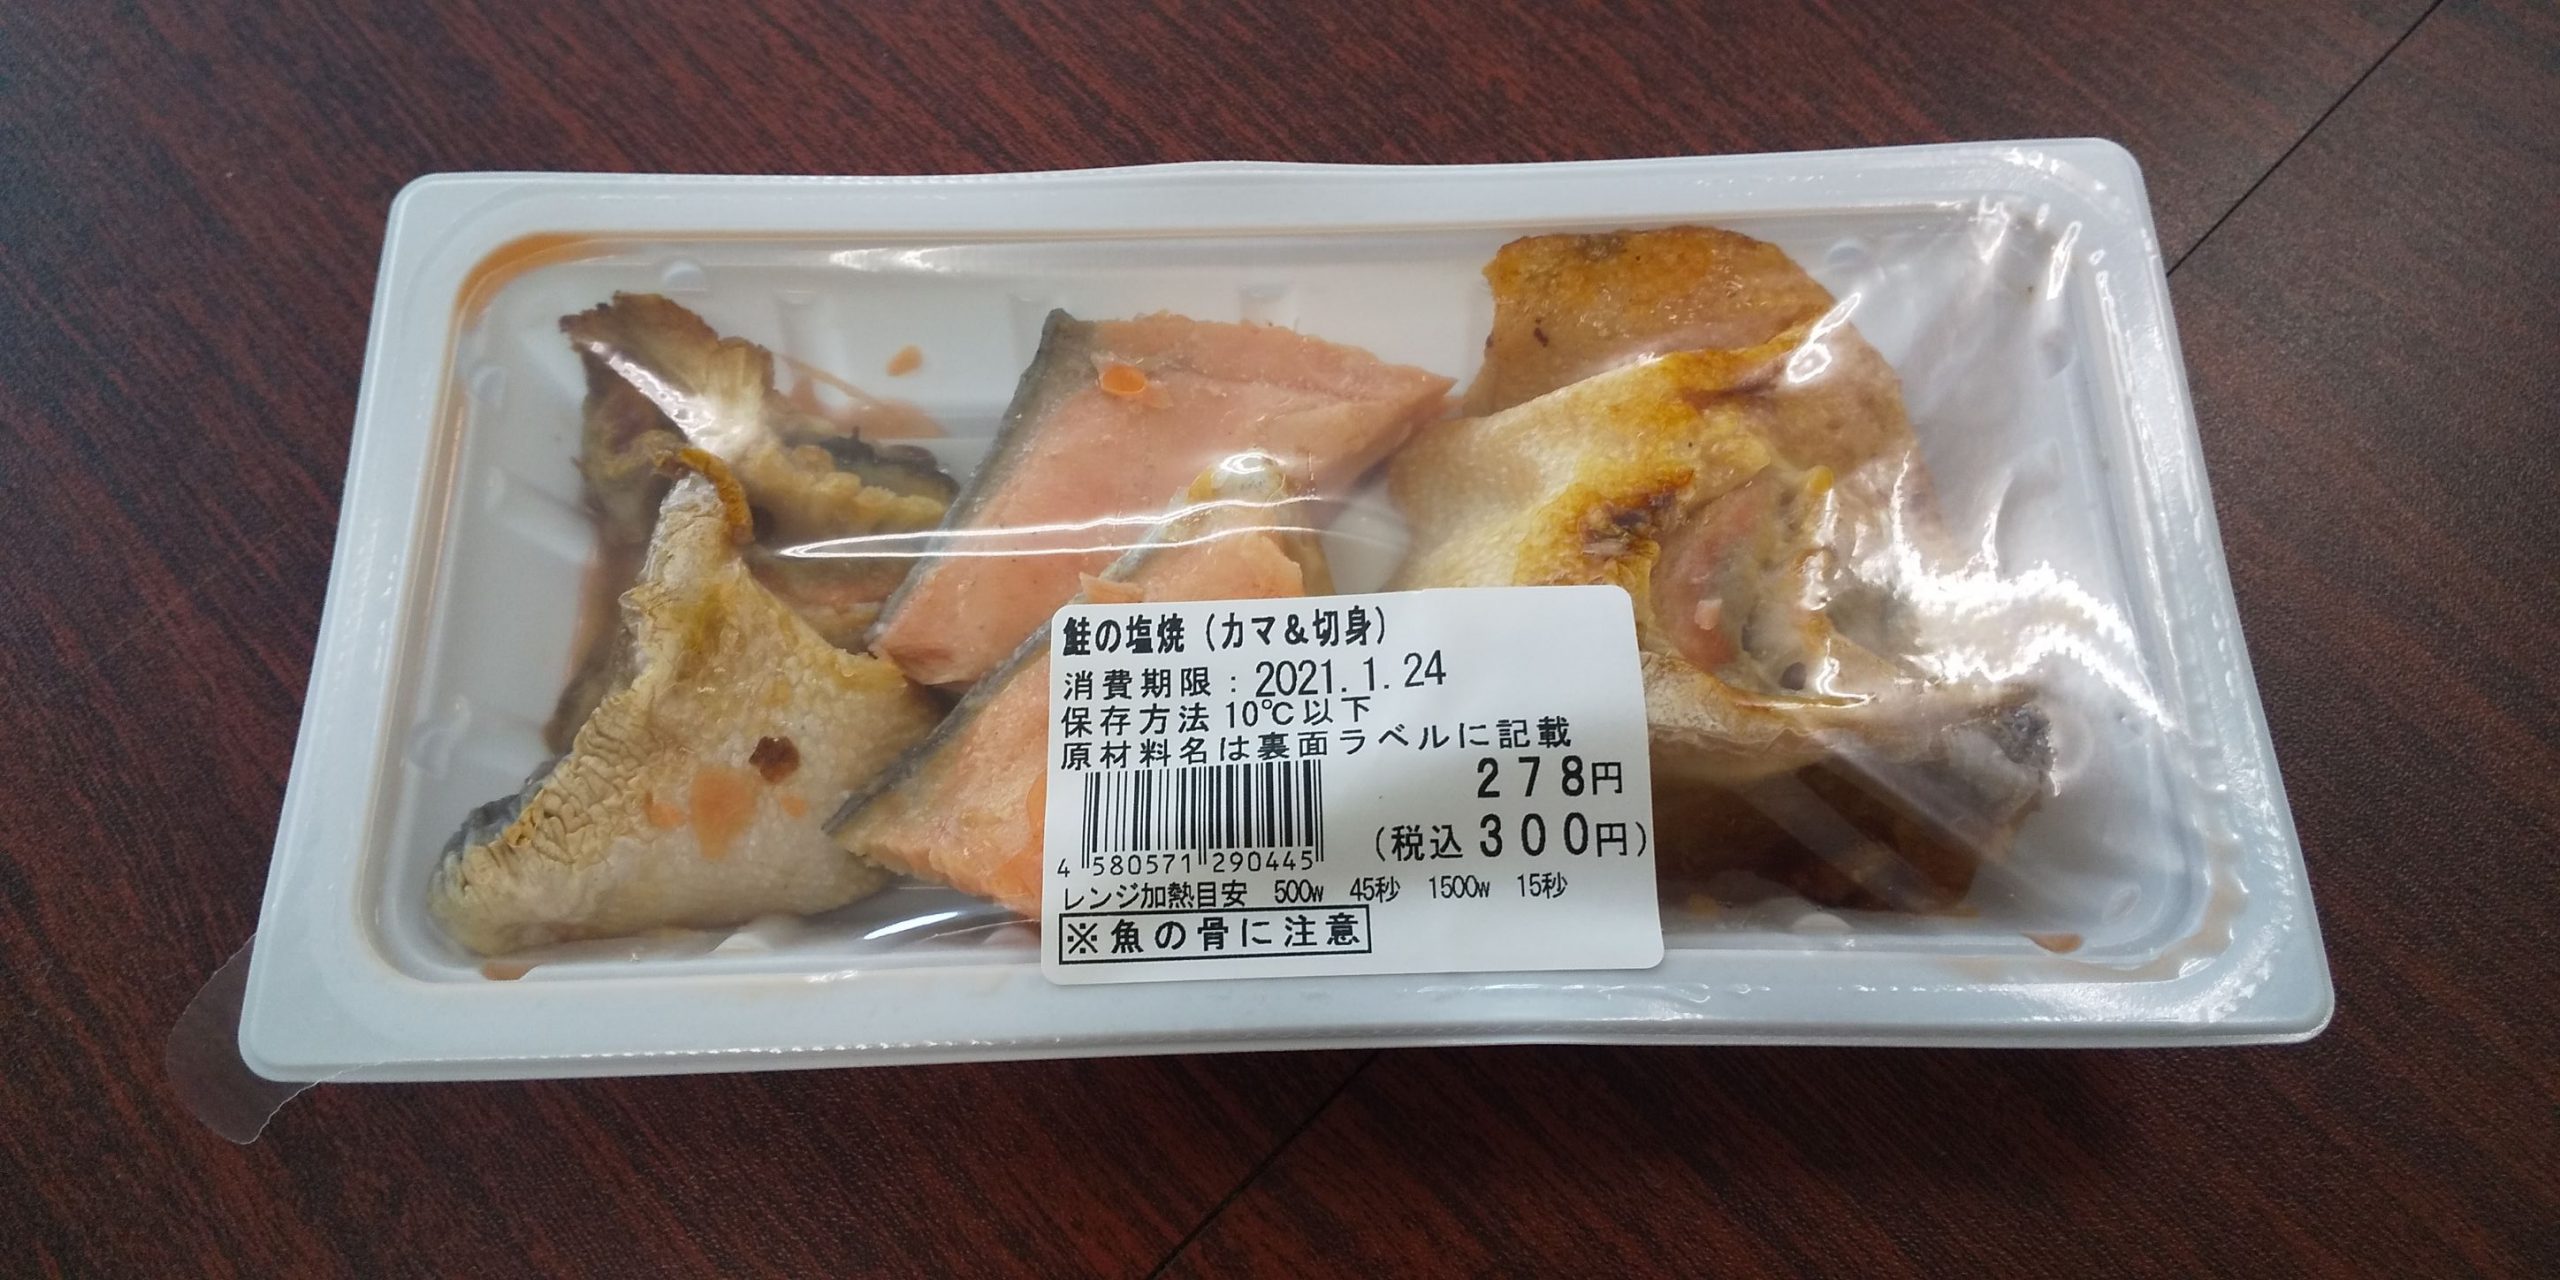 鮭の塩焼（カマ＆切身）
消費期限：2021.1.24
保存方法10℃以下
原材料名は裏面ラベルに記載
278円
（税込300円）
4 580571 290445
レンジ加熱目安 500w 45秒 1500w 15秒
※魚の骨に注意